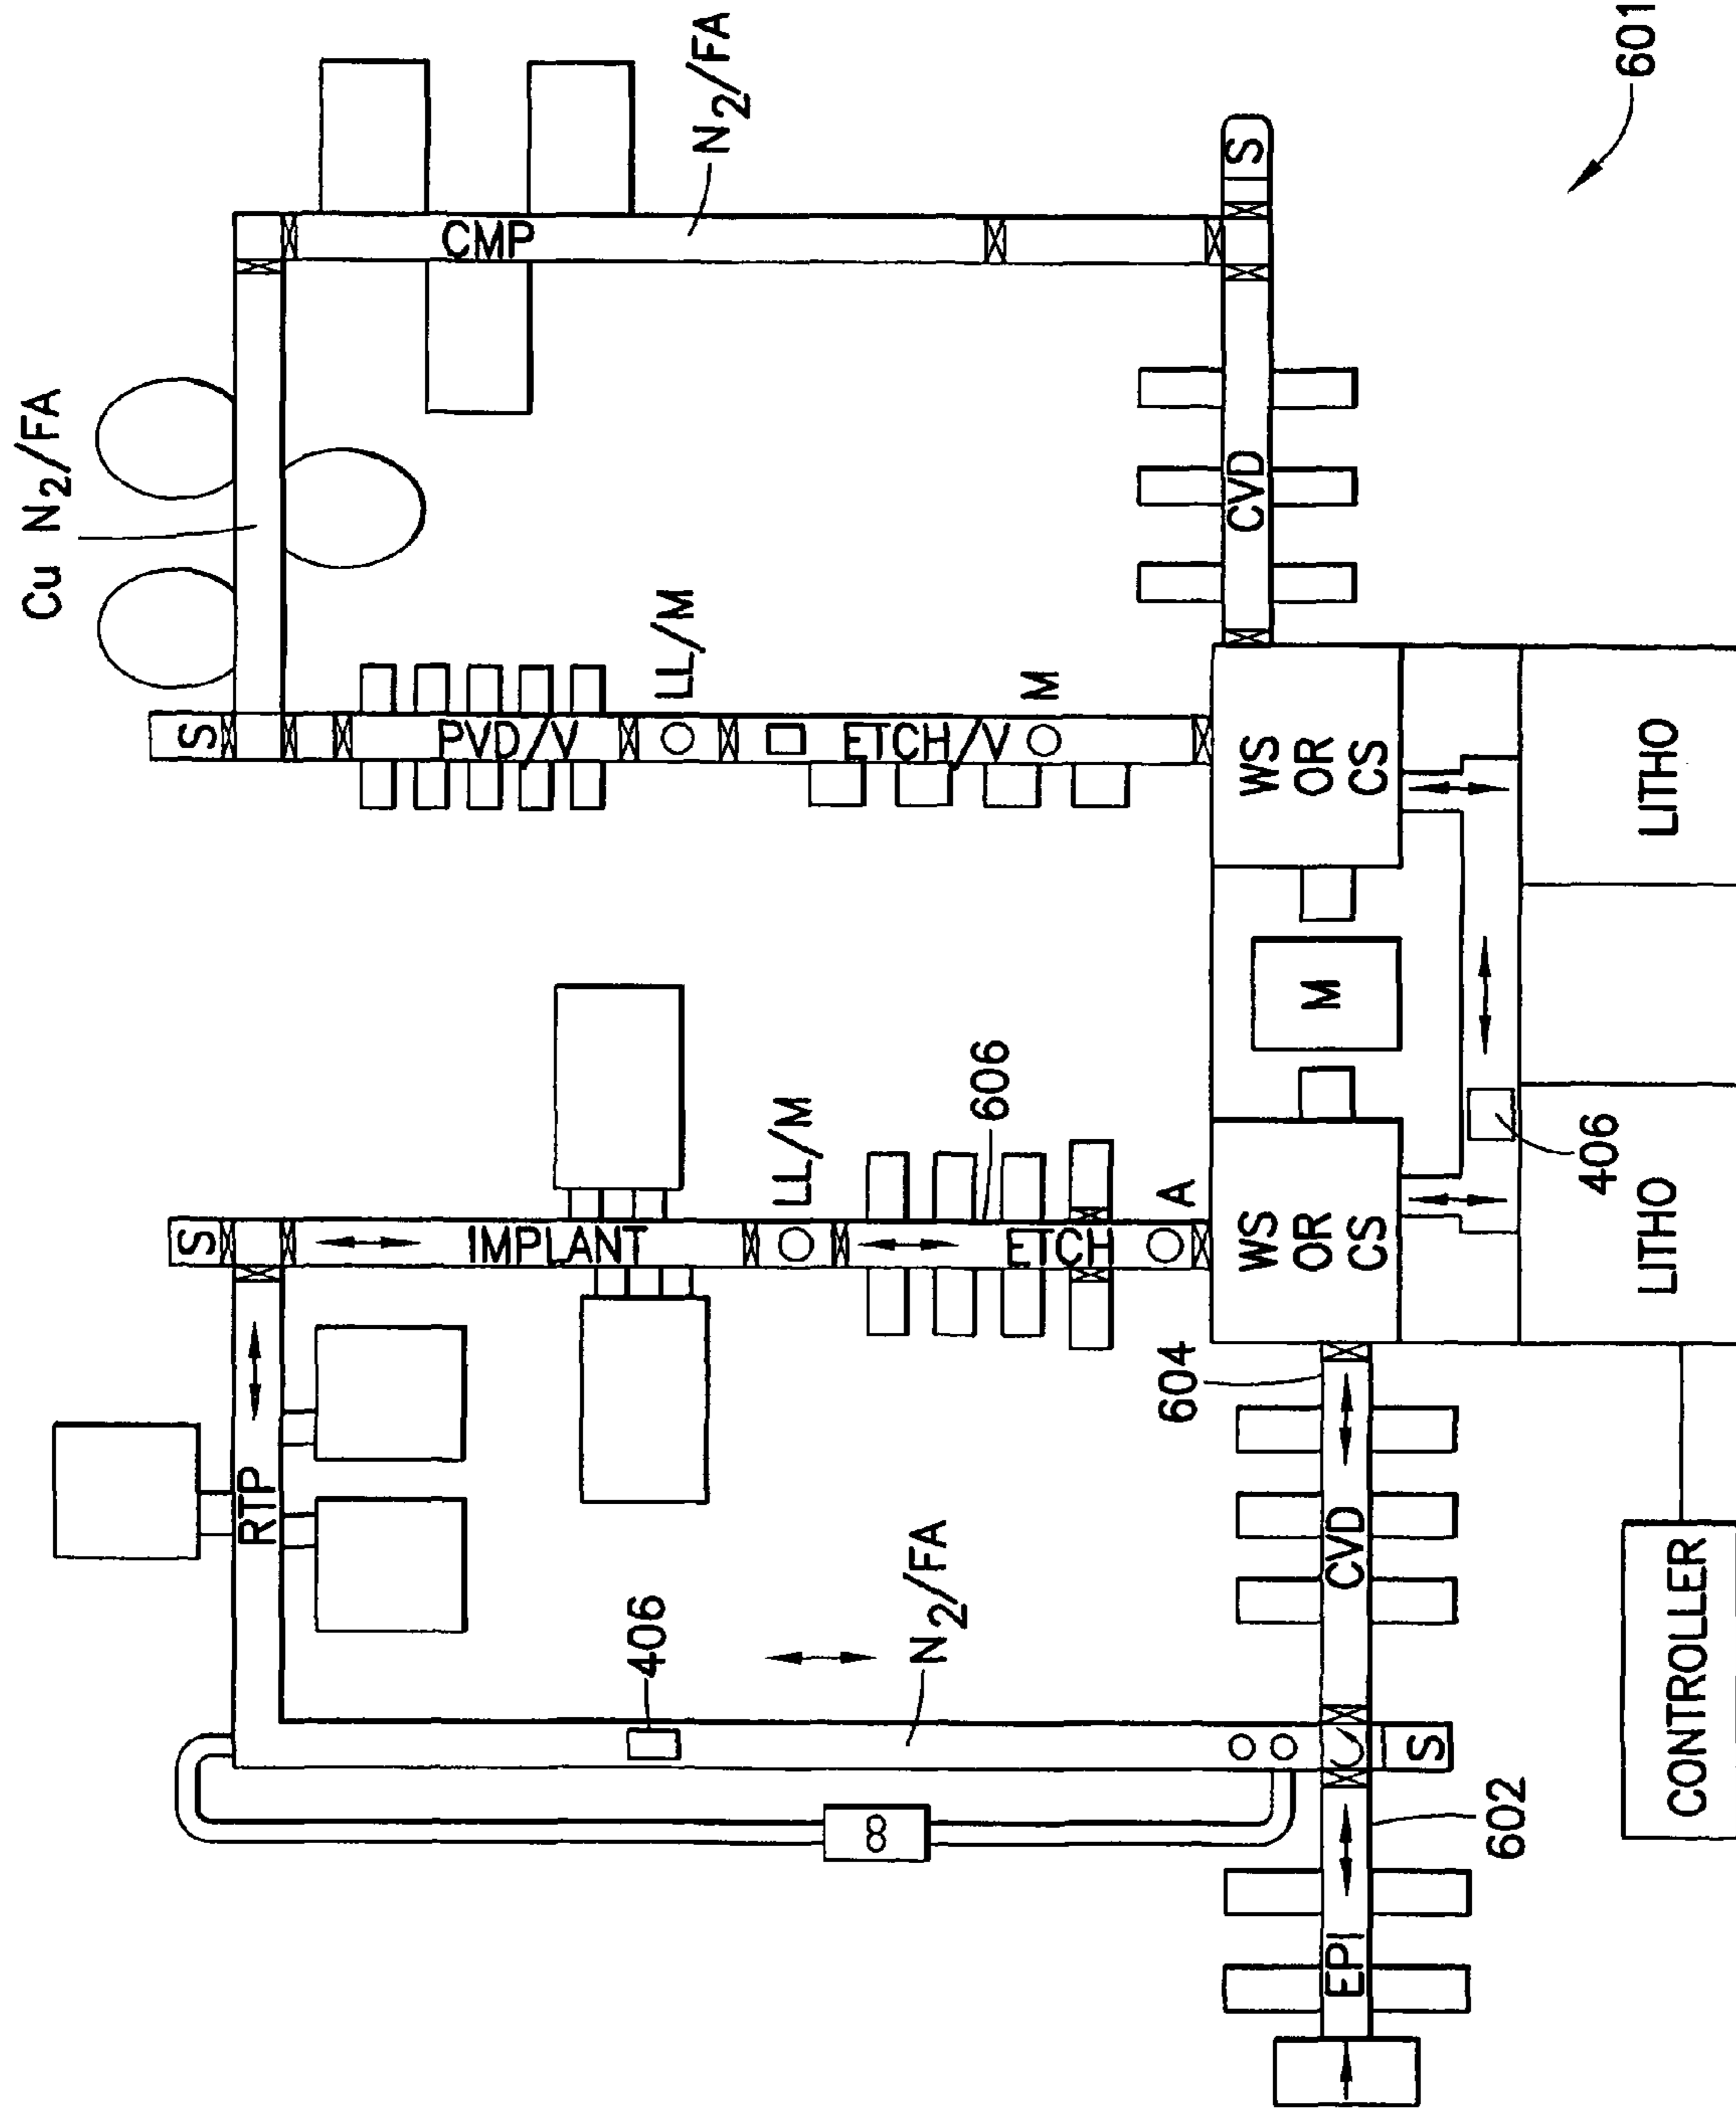 Cu N2/FA
N2/FA
601
S
CMP
S
PVD/V
LL/M
ETCH/V
M
CVD
WS
OR
CS
LITHO
M
S
IMPLANT
LL/M
606
ETCH
A
WS
OR
CS
406
LITHO
RTP
406
N2/FA
604
CVD
S
8
602
EPI
CONTROLLER